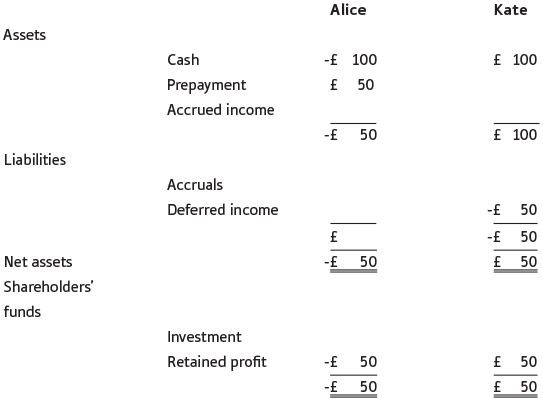 Alice Kate
Assets
Cash -£ 100 £ 100
Prepayment £ 50
Accrued income
-£ 50 £ 100
Liabilities
Accruals
Deferred income -£ 50
£ -£ 50
Net assets -£ 50 £ 50
Shareholders'
funds
Investment
Retained profit -£ 50 £ 50
-£ 50 £ 50